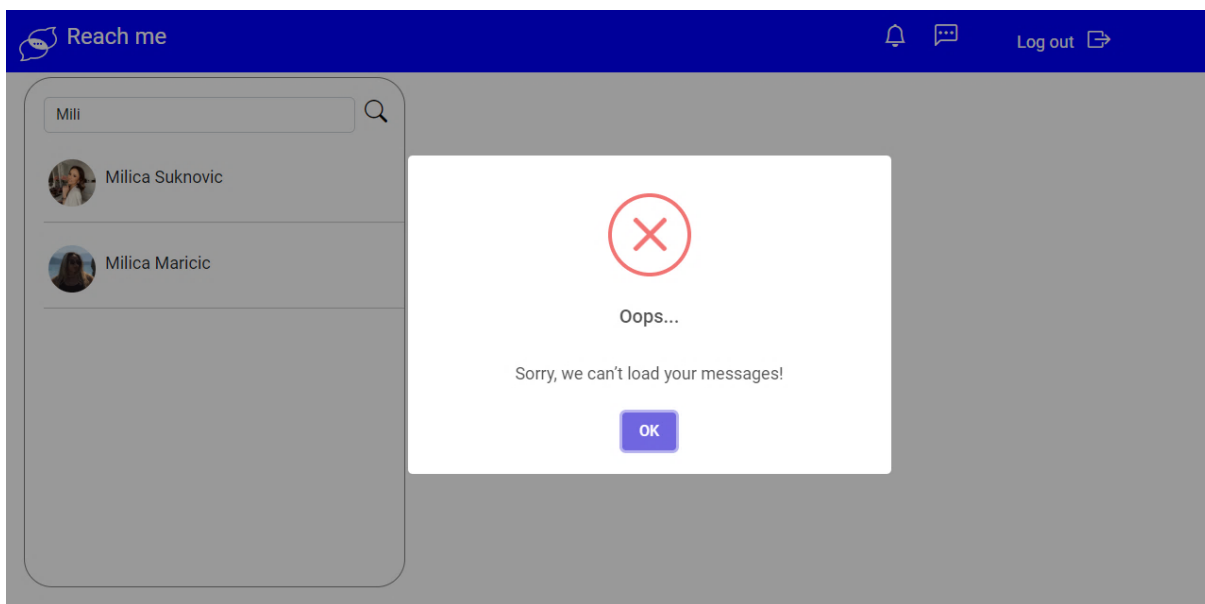 Reach me
Log out
Mili
Milica Suknovic
Milica Maricic
Oops...
Sorry, we can't load your messages!
OK